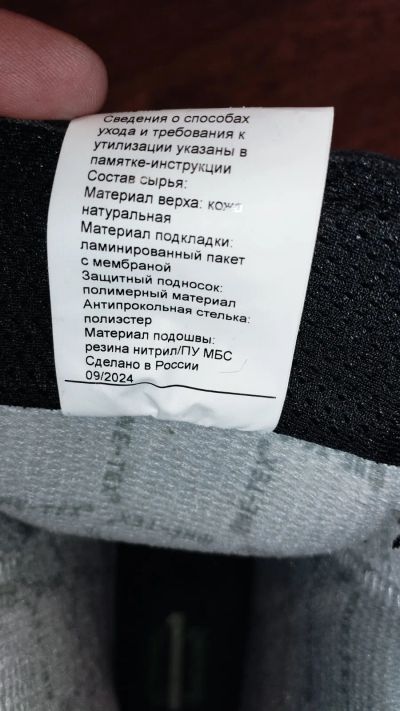 Сведения о способах
ухода и требования к
утилизации указаны в
памятке-инструкции
Состав сырья:
Материал верха: кожа
натуральная
Материал подкладки:
ламинированный пакет
с мембраной
Защитный подносок:
полимерный материал
Антипрокольная стелька:
полиэстер
Материал подошвы:
резина нитрил/ПУ МБС
Сделано в России
09/2024